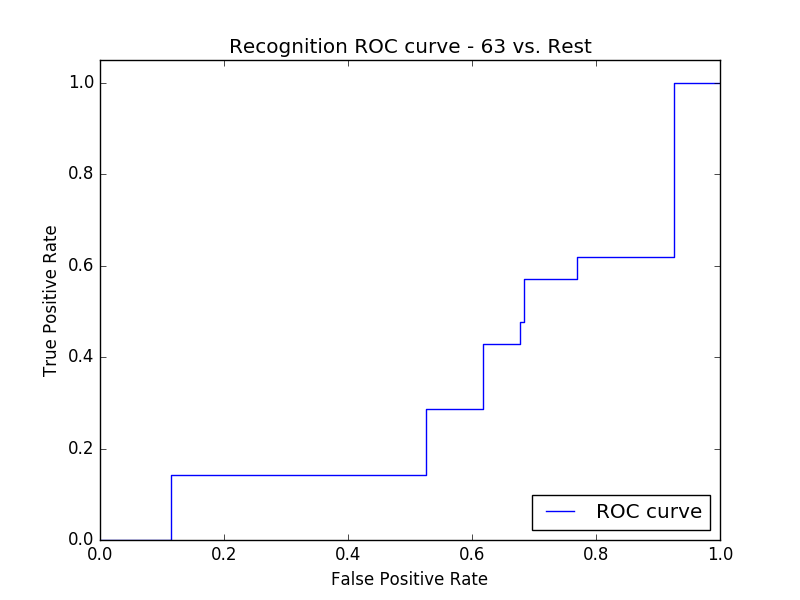 Recognition ROC curve - 63 vs. Rest
1.0
0.8
0.6
0.4
0.2
0.0
True Positive Rate
ROC curve
0.0 0.2 0.4 0.6 0.8 1.0
False Positive Rate